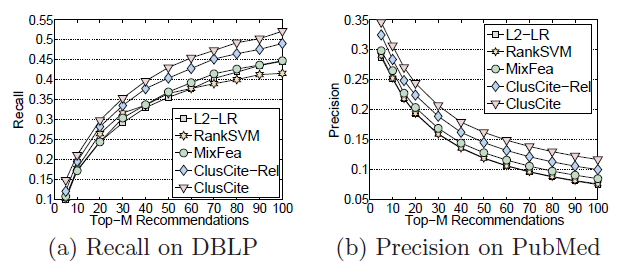 0.55
0.5
0.45
0.4
0.35
0.3
0.25
0.2
0.15
0.1
Recall
L2-LR
RankSVM
MixFea
ClusCite-Rel
ClusCite
0 10 20 30 40 50 60 70 80 90 100
Top-M Recommendations
(a) Recall on DBLP
0.35
0.3
0.25
0.2
0.15
0.1
0.05
Precision
L2-LR
RankSVM
MixFea
ClusCite-Rel
ClusCite
0 10 20 30 40 50 60 70 80 90 100
Top-M Recommendations
(b) Precision on PubMed